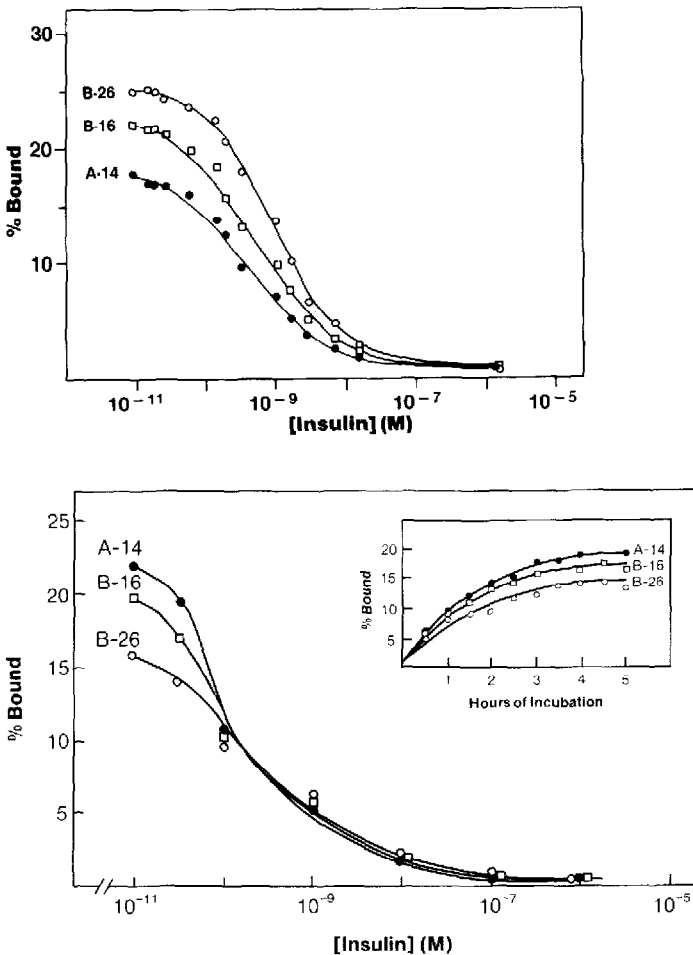 30
20
10
% Bound
B-26
B-16
A-14
10-11
10-9
10-7
10-5
[Insulin] (M)
25
20
15
10
5
% Bound
A-14
B-16
B-26
20
15
10
5
% Bound
A-14
B-16
B-26
1
2
3
4
5
Hours of Incubation
10-11
10-9
10-7
10-5
[Insulin] (M)